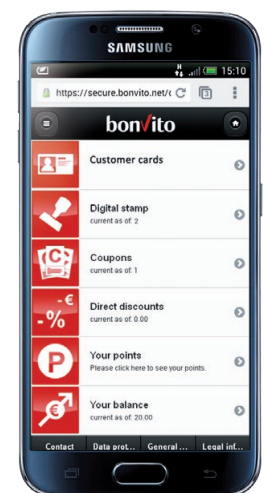 SAMSUNG
H 15:10
https://secure.bonvito.net/c 3
bonvito
Customer cards
Digital stamp
current as of: 2
C
Coupons
current as of: 1
-€
-%
Direct discounts
current as of: 0.00
P
Your points
Please click here to see your points.
€
Your balance
current as of: 20.00
Contact Data prot... General ... Legal inf...